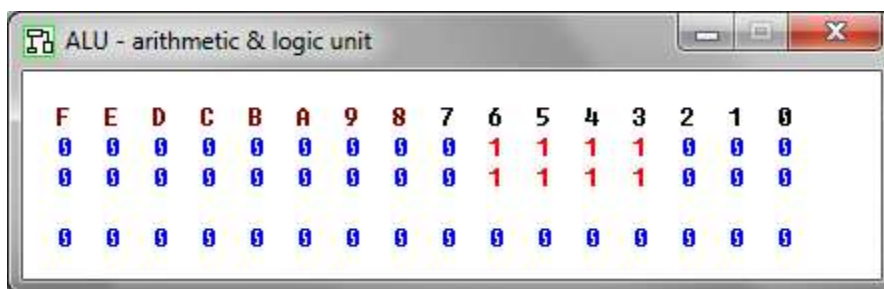 ALU - arithmetic & logic unit
F E D C B A 9 8 7 6 5 4 3 2 1 0
0 0 0 0 0 0 0 0 0 1 1 1 1 0 0 0
0 0 0 0 0 0 0 0 0 1 1 1 1 0 0 0
0 0 0 0 0 0 0 0 0 0 0 0 0 0 0 0